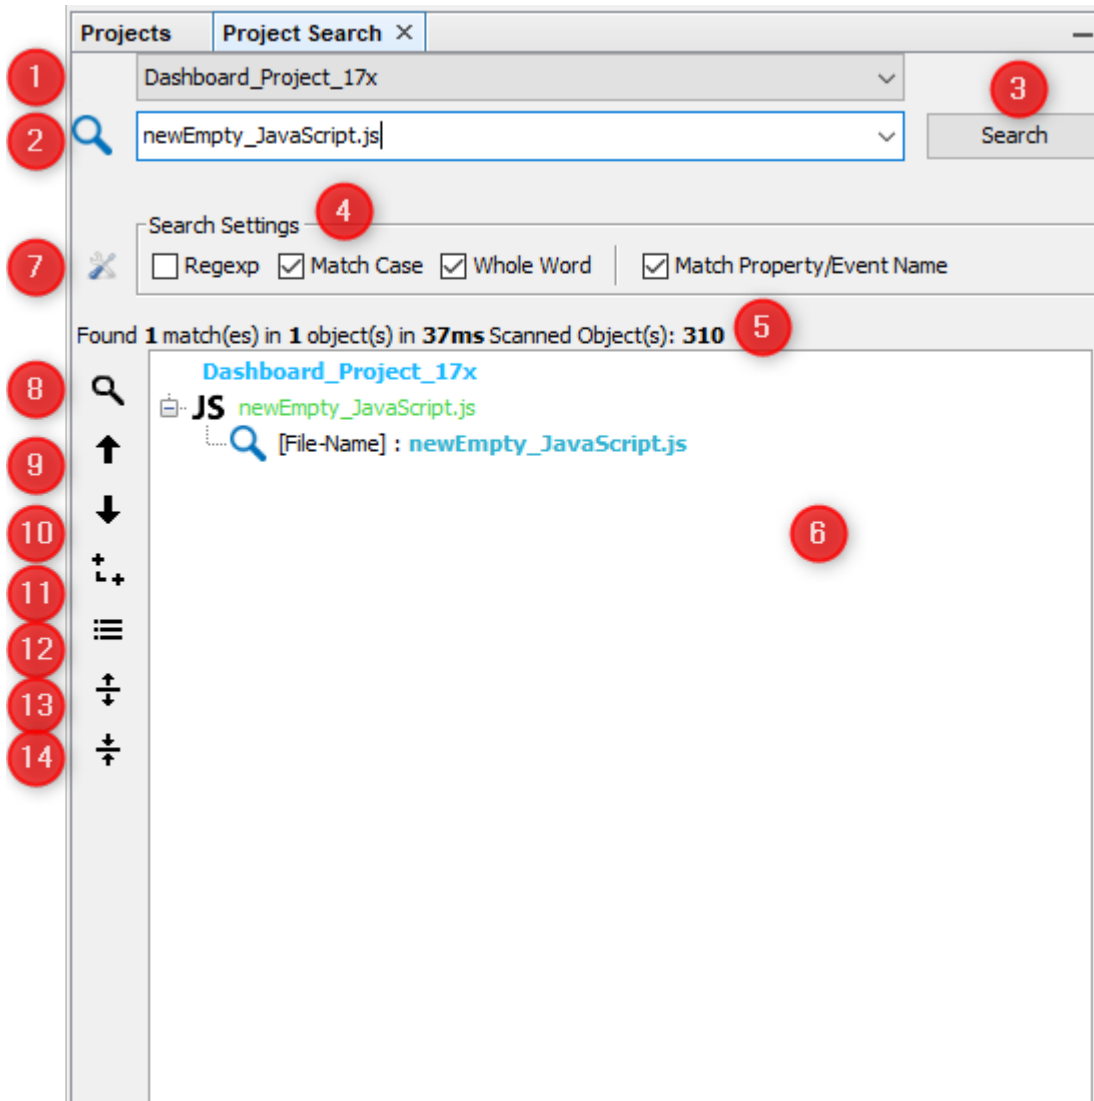 Projects Project Search ×
1 Dashboard_Project_17x 3
2 newEmpty_JavaScript.js Search
Search Settings 4
7 Regexp Match Case Whole Word Match Property/Event Name
Found 1 match(es) in 1 object(s) in 37ms Scanned Object(s): 310 5
Dashboard_Project_17x
8 JS newEmpty_JavaScript.js
9 [File-Name] : newEmpty_JavaScript.js
10 6
11
12
13
14